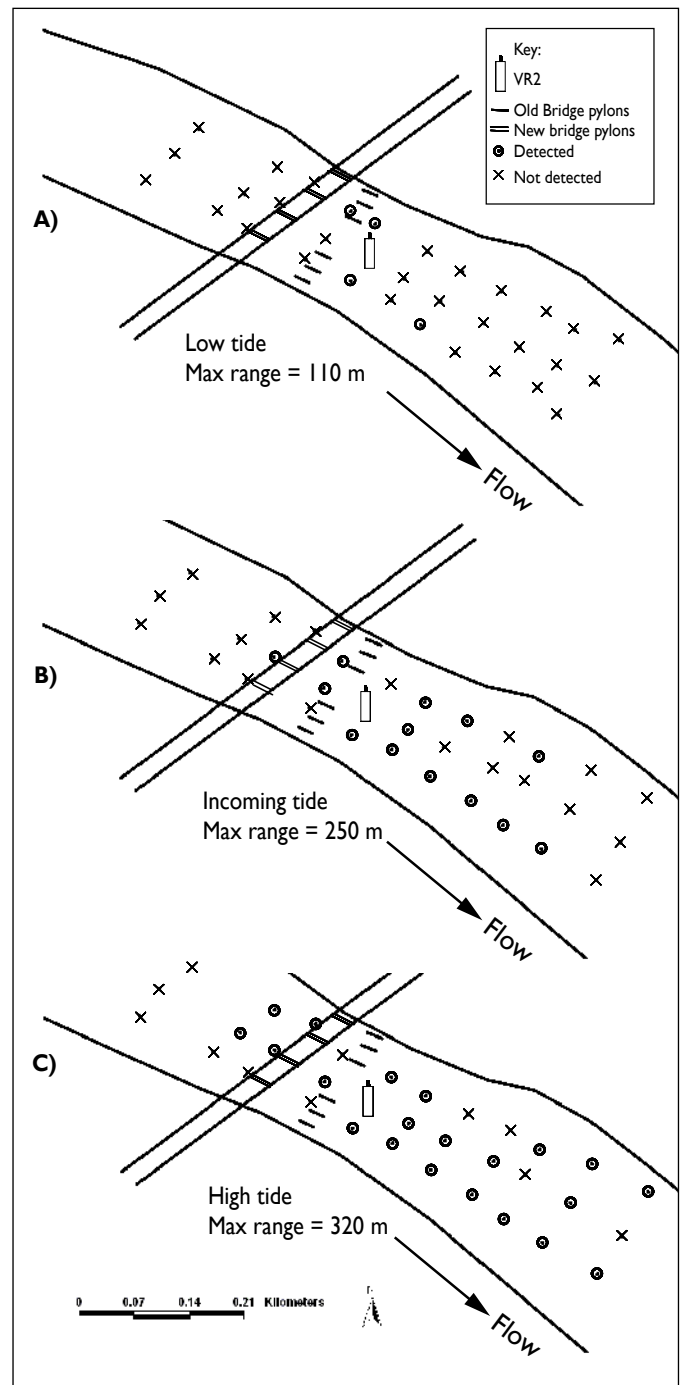 Key:
VR2
Old Bridge pylons
New bridge pylons
Detected
Not detected
A)
Low tide
Max range = 110 m
Flow
B)
Incoming tide
Max range = 250 m
Flow
C)
High tide
Max range = 320 m
0 0.07 0.14 0.21 Kilometers
Flow